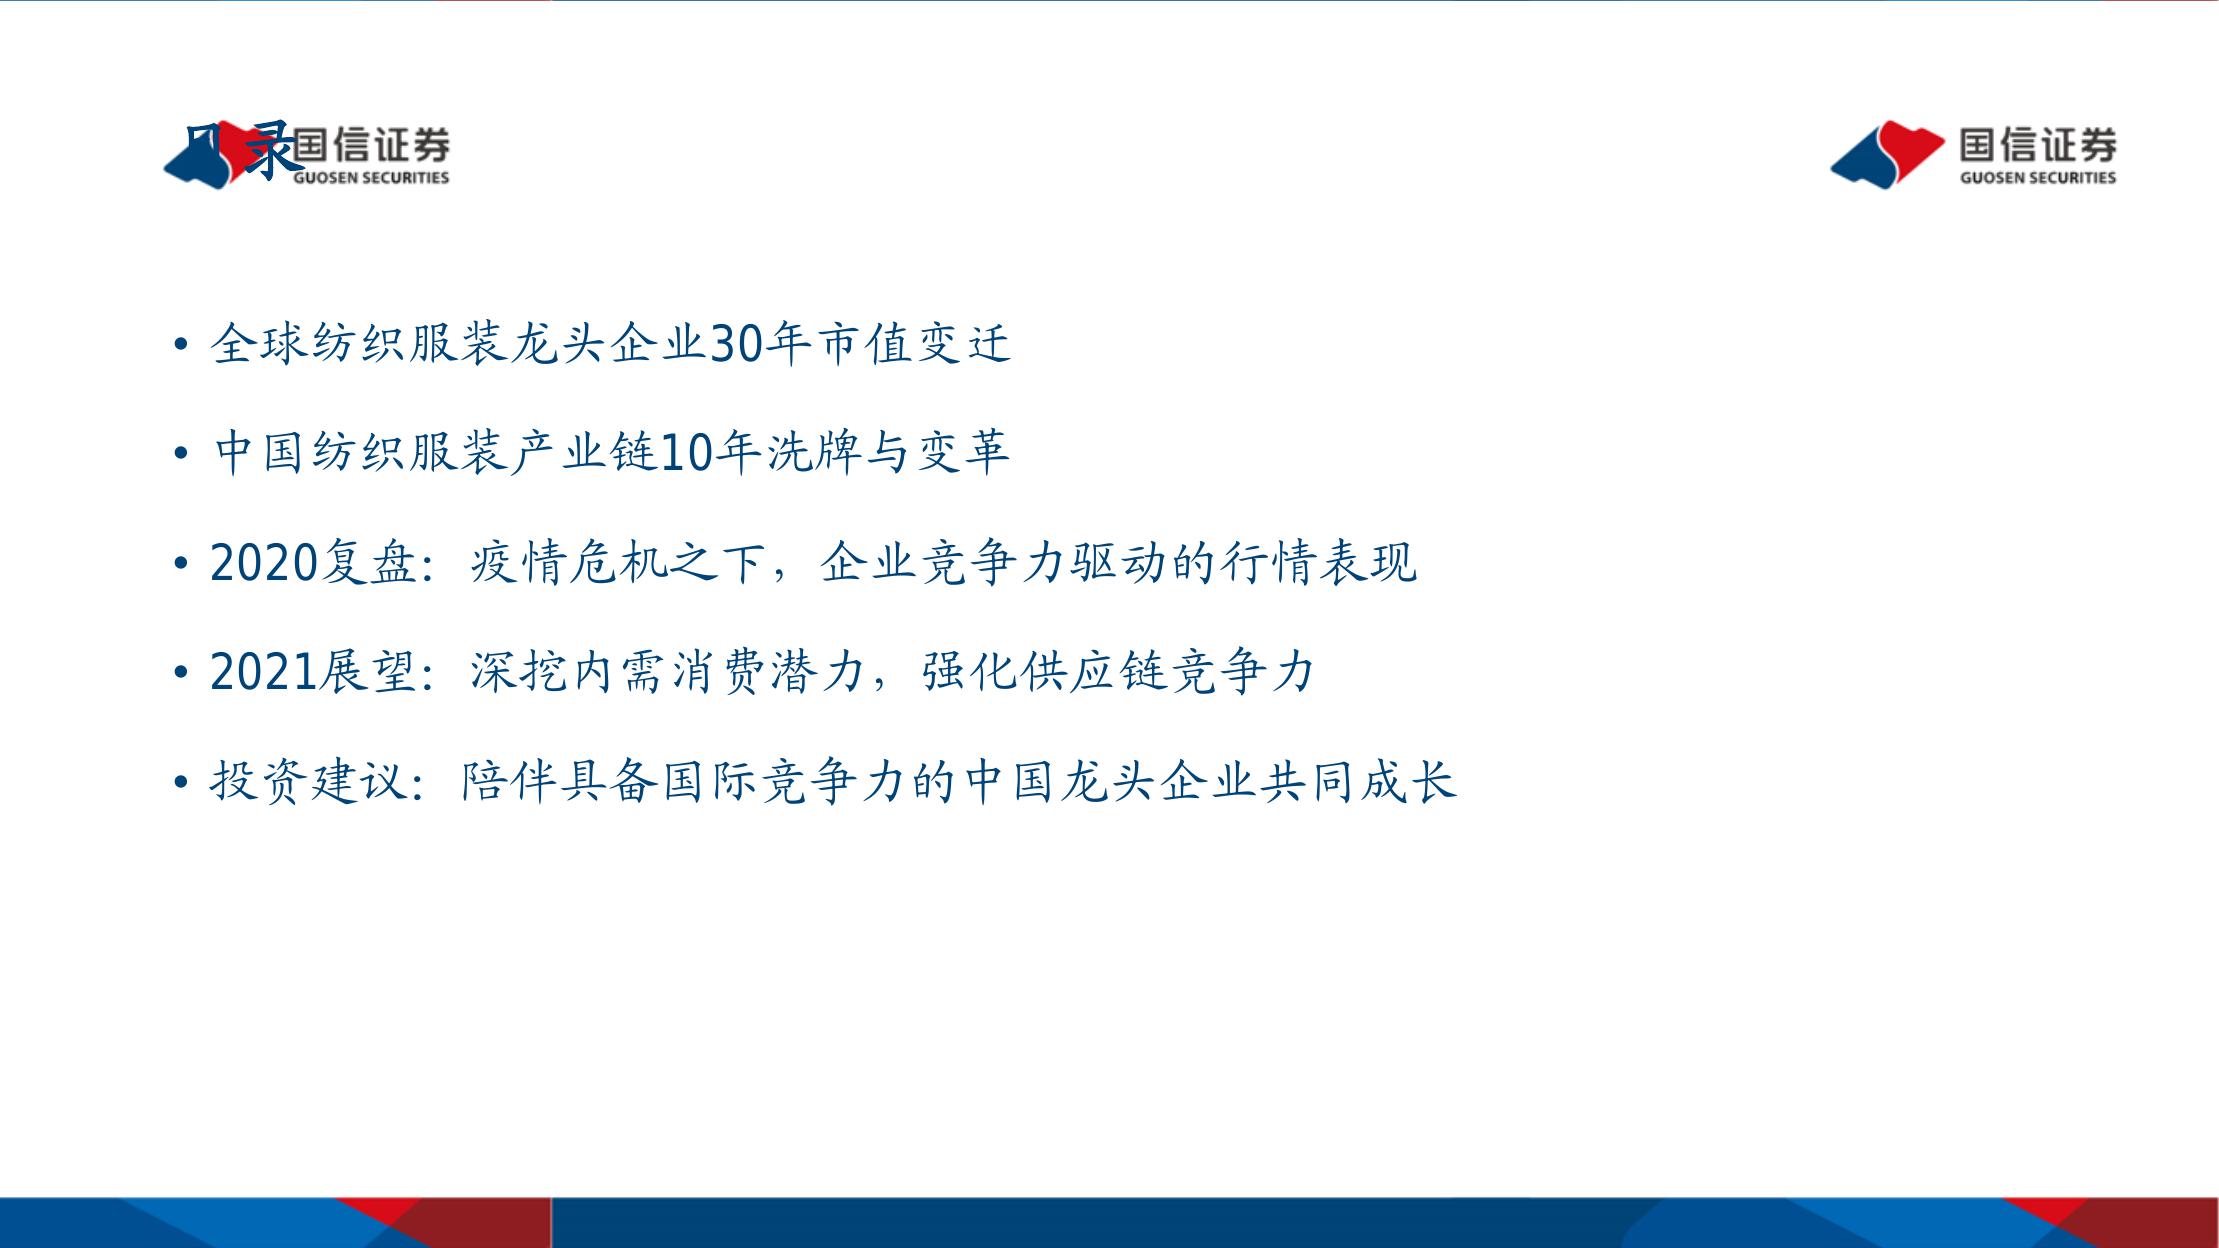 目录
国信证券
GUOSEN SECURITIES
国信证券
GUOSEN SECURITIES
• 全球纺织服装龙头企业30年市值变迁
• 中国纺织服装产业链10年洗牌与变革
• 2020复盘：疫情危机之下，企业竞争力驱动的行情表现
• 2021展望：深挖内需消费潜力，强化供应链竞争力
• 投资建议：陪伴具备国际竞争力的中国龙头企业共同成长